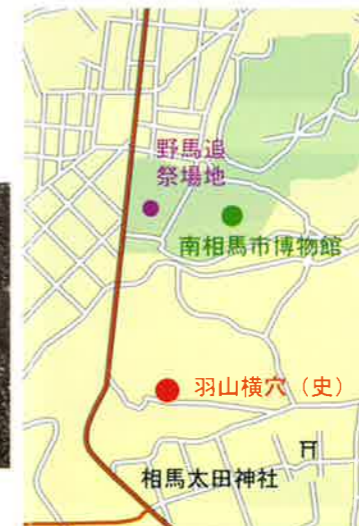 野馬追
祭場地
南相馬市博物館
羽山横穴（史）
相馬太田神社